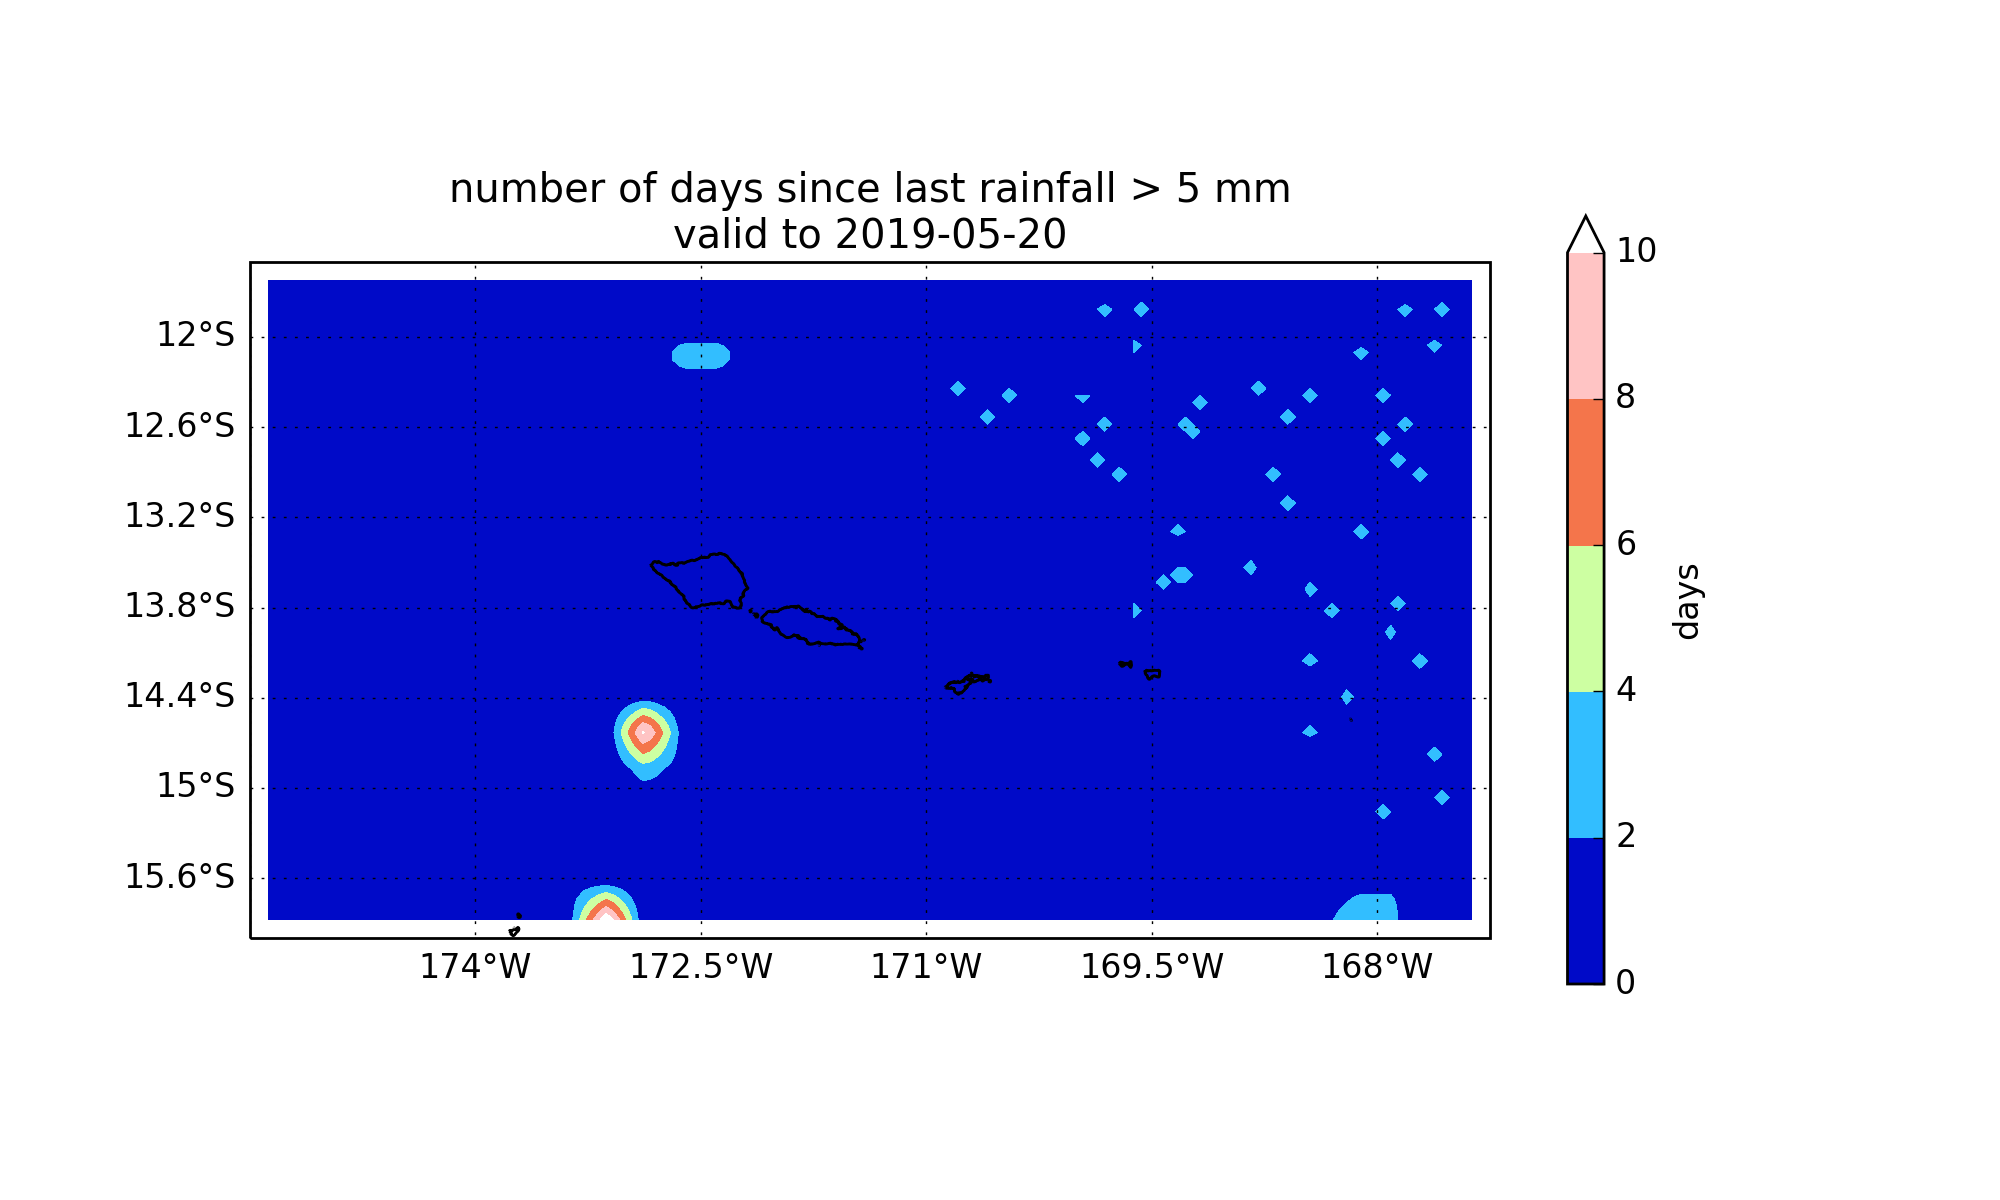 number of days since last rainfall > 5 mm
valid to 2019-05-20
12°S
12.6°S
13.2°S
13.8°S
14.4°S
15°S
15.6°S
174°W
172.5°W
171°W
169.5°W
168°W
10
8
6
4
2
0
days